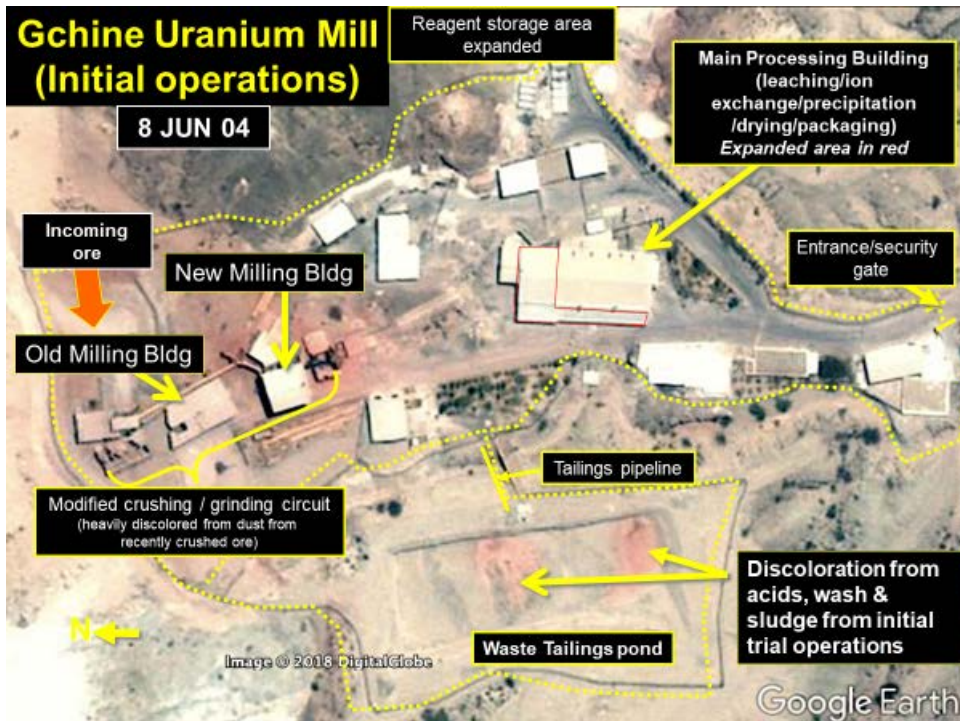 Gchine Uranium Mill
(Initial operations)
8 JUN 04
Reagent storage area
expanded
Main Processing Building
(leaching/ion
exchange/precipitation
/drying/packaging)
Expanded area in red
Incoming
ore
New Milling Bldg
Entrance/security
gate
Old Milling Bldg
Tailings pipeline
Modified crushing / grinding circuit
(heavily discolored from dust from
recently crushed ore)
Discoloration from
acids, wash &
sludge from initial
trial operations
N
Waste Tailings pond
Image © 2018 DigitalGlobe
Google Earth